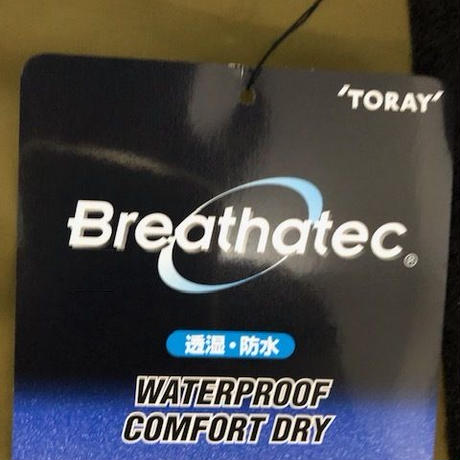 'TORAY'
Breathatec®
透湿・防水
WATERPROOF
COMFORT DRY